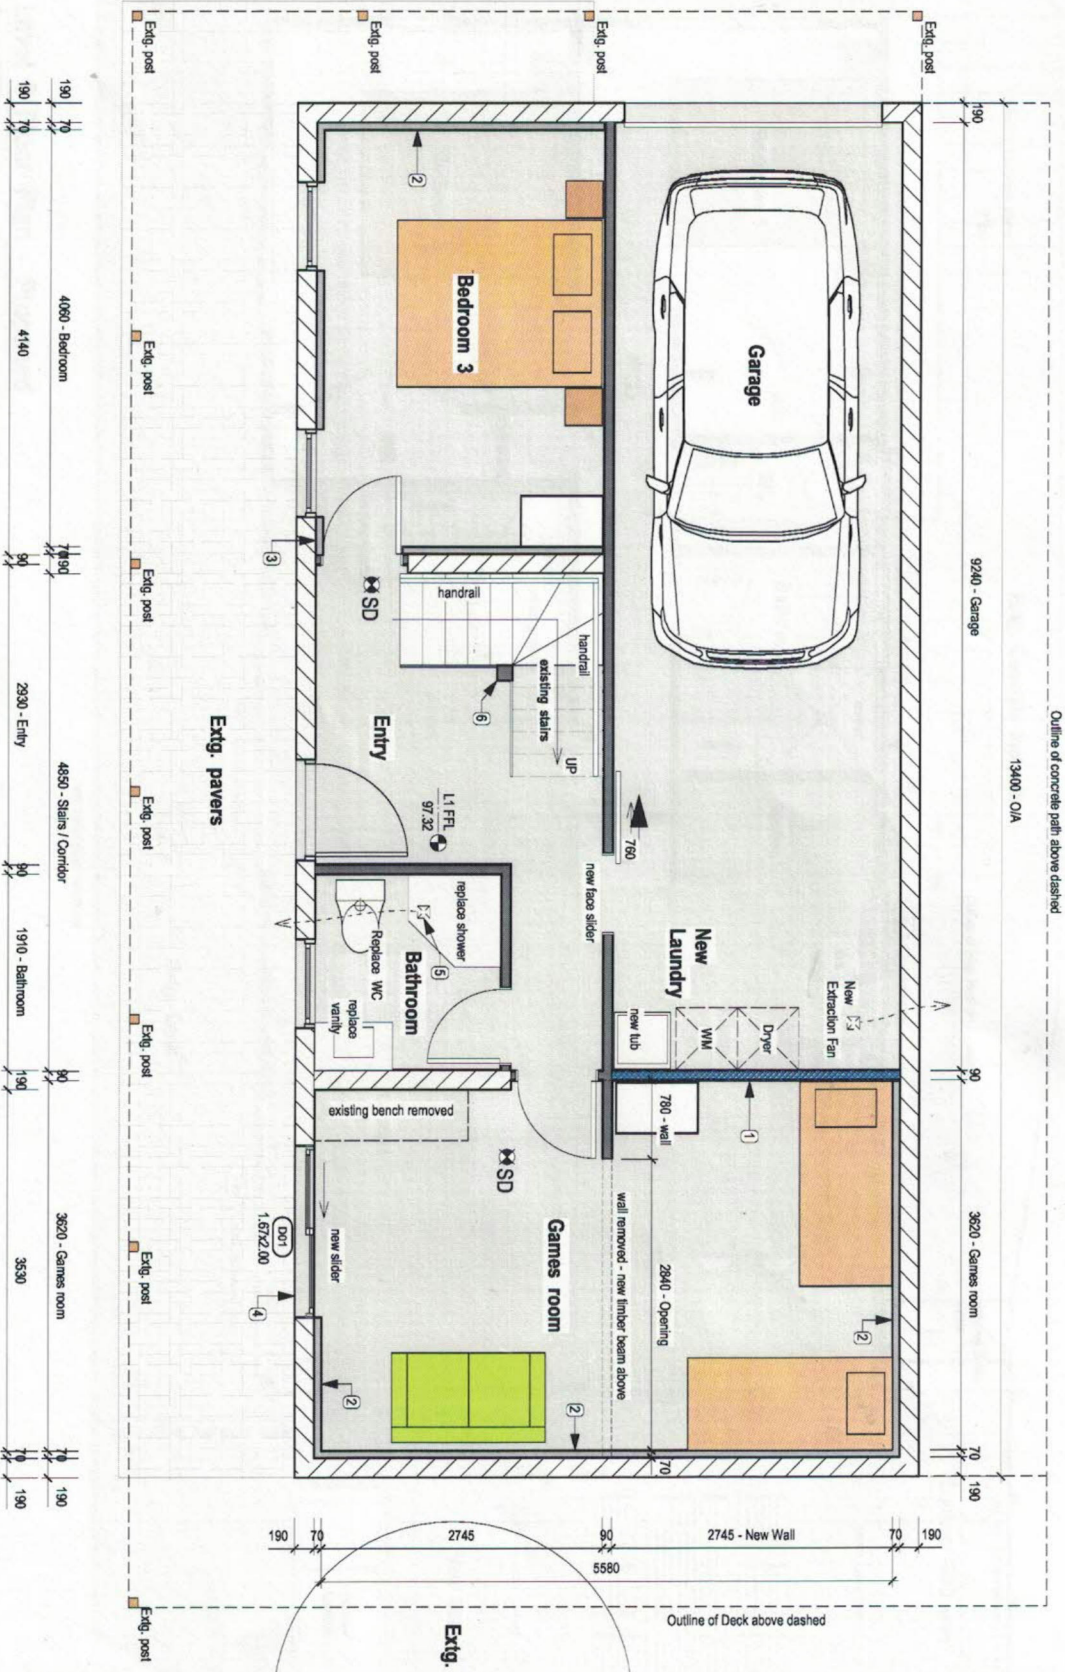 Outline of concrete path above dashed
13400 - O/A
190
9240 - Garage
90
3620 - Games room
70
190
Extg. post
Extg. post
Extg. post
Extg. post
Garage
760
New
Laundry
New
Extraction Fan
Dryer
WM
new tub
new face slider
1
780 - wall
2840 - Opening
70
wall removed - new timber beam above
2
2
2
2
Bedroom 3
3
SD
handrail
handrail
existing stairs
UP
6
Entry
L1 FFL
97.32
replace shower
5
Bathroom
Replace WC
replace
vanity
existing bench removed
SD
Games room
new slider
D01
1.67x2.00
4
Extg. pavers
Extg. post
Extg. post
Extg. post
Extg. post
Extg. post
Extg. post
190
70
4060 - Bedroom
70
190
4850 - Stairs / Corridor
90
3620 - Games room
70
190
190
70
4140
90
2930 - Entry
90
1910 - Bathroom
190
3530
70
190
190
70
2745
90
2745 - New Wall
70
190
5580
Outline of Deck above dashed
Extg.